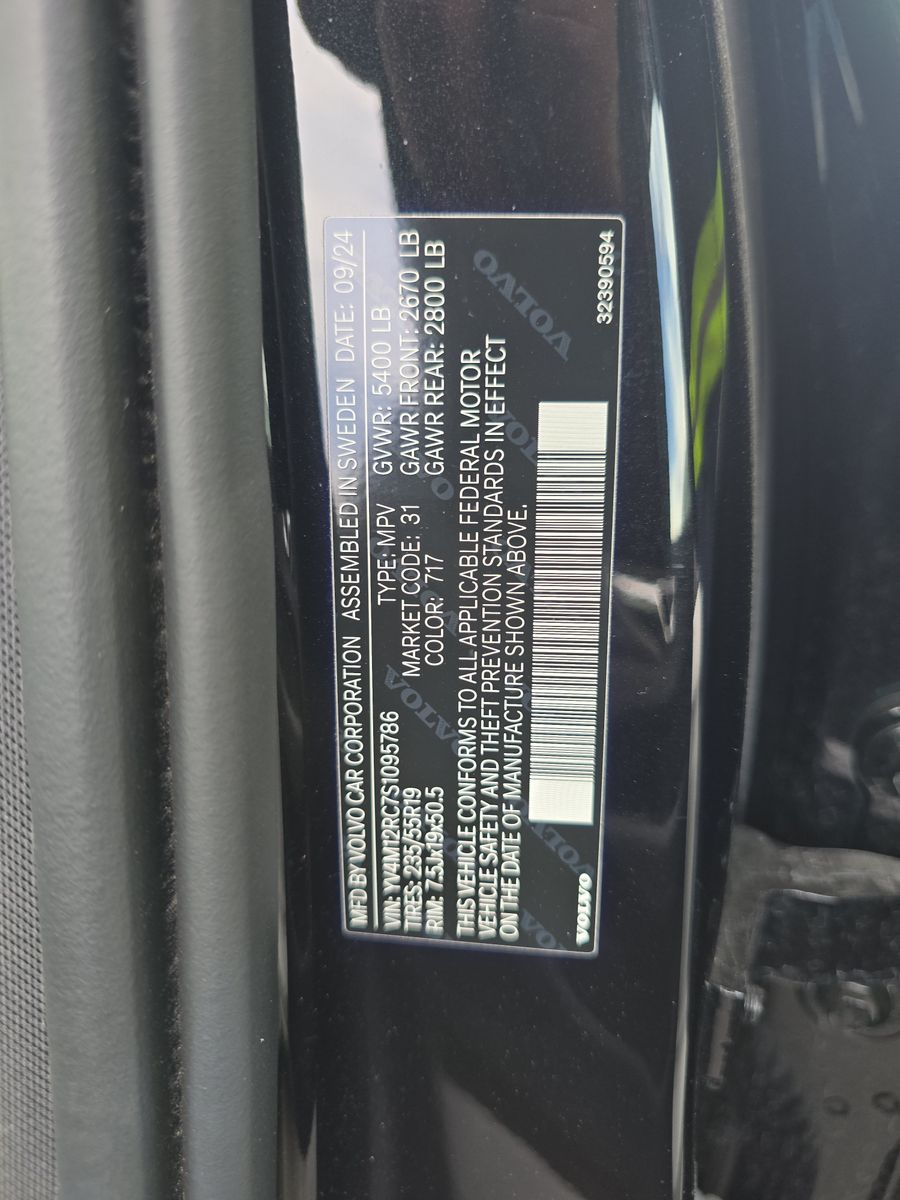 MFD BY VOLVO CAR CORPORATION ASSEMBLED IN SWEDEN DATE: 09/24
VIN: YV4M12RC7S1095786 TYPE: MPV GVWR: 5400 LB
TIRES: 235/55R19 MARKET CODE: 31 GAWR FRONT: 2670 LB
RIM: 7.5Jx19x50.5 COLOR: 717 GAWR REAR: 2800 LB
THIS VEHICLE CONFORMS TO ALL APPLICABLE FEDERAL MOTOR
VEHICLE SAFETY AND THEFT PREVENTION STANDARDS IN EFFECT
ON THE DATE OF MANUFACTURE SHOWN ABOVE.
VOLVO 32390594